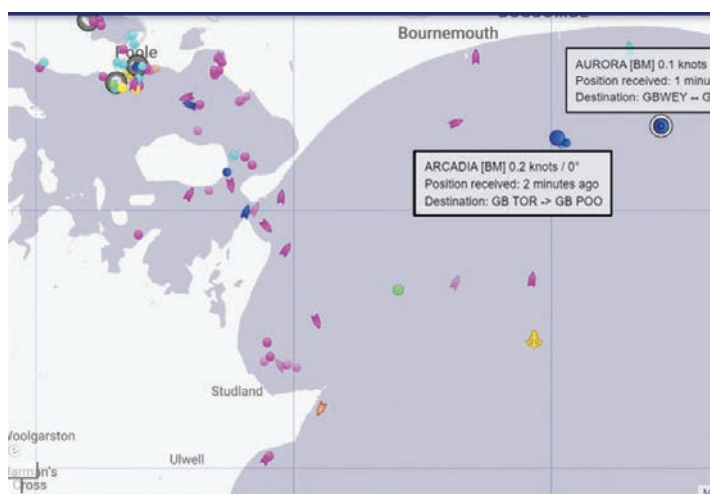 Bournemouth
Poole
AURORA [BM] 0.1 knots
Position received: 1 minu
Destination: GBWEY -- G
ARCADIA [BM] 0.2 knots / 0°
Position received: 2 minutes ago
Destination: GB TOR -> GB POO
Studland
Woolgarston
Ulwell
Harman's
Cross